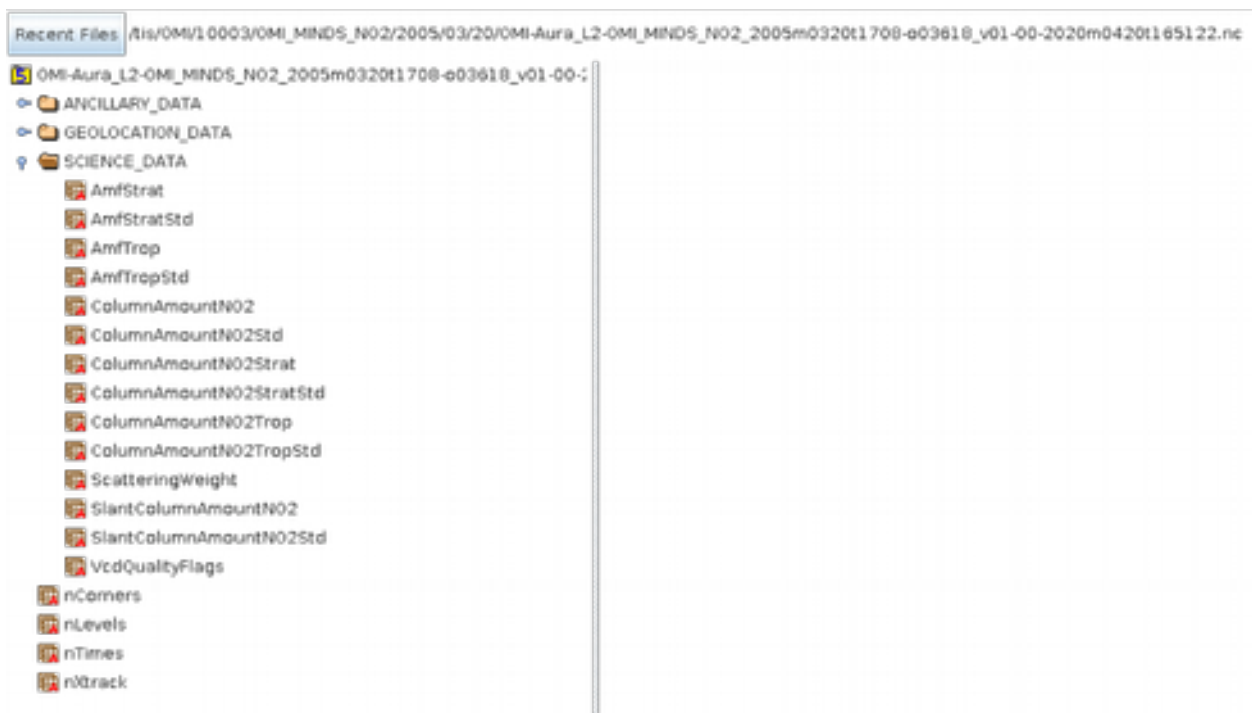 Recent Files /tis/OMI/10003/OMI_MINDS_NO2/2005/03/20/OMI-Aura_L2-OMI_MINDS_NO2_2005m0320t1708-o03618_v01-00-2020m0420t165122.nc
OMI-Aura_L2-OMI_MINDS_NO2_2005m0320t1708-o03618_v01-00-2
ANCILLARY_DATA
GEOLOCATION_DATA
SCIENCE_DATA
AmfStrat
AmfStratStd
AmfTrop
AmfTropStd
ColumnAmountNO2
ColumnAmountNO2Std
ColumnAmountNO2Strat
ColumnAmountNO2StratStd
ColumnAmountNO2Trop
ColumnAmountNO2TropStd
ScatteringWeight
SlantColumnAmountNO2
SlantColumnAmountNO2Std
VcdQualityFlags
nCorners
nLevels
nTimes
nXtrack